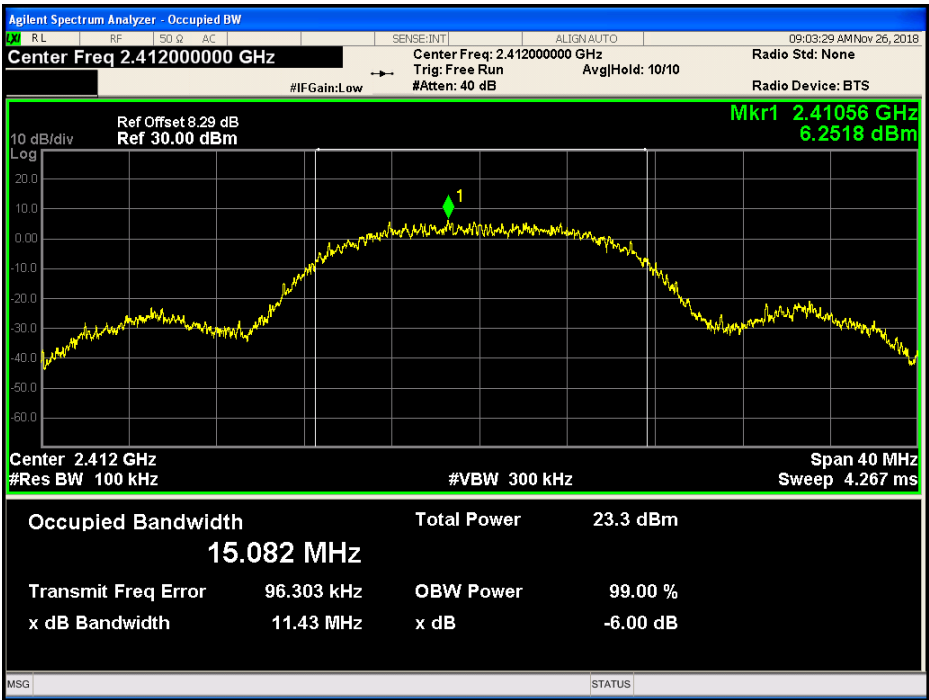 Agilent Spectrum Analyzer - Occupied BW
LXI RL RF 50 Ω AC SENSE:INT ALIGN AUTO 09:03:29 AM Nov 26, 2018
Center Freq 2.412000000 GHz Center Freq: 2.412000000 GHz Radio Std: None
Trig: Free Run Avg|Hold: 10/10
#IFGain:Low #Atten: 40 dB Radio Device: BTS
Mkr1 2.41056 GHz
6.2518 dBm
Ref Offset 8.29 dB
10 dB/div Ref 30.00 dBm
Log
20.0
10.0
1
0.00
-10.0
-20.0
-30.0
-40.0
-50.0
-60.0
Center 2.412 GHz Span 40 MHz
#Res BW 100 kHz #VBW 300 kHz Sweep 4.267 ms
Occupied Bandwidth Total Power 23.3 dBm
15.082 MHz
Transmit Freq Error 96.303 kHz OBW Power 99.00 %
x dB Bandwidth 11.43 MHz x dB -6.00 dB
MSG STATUS